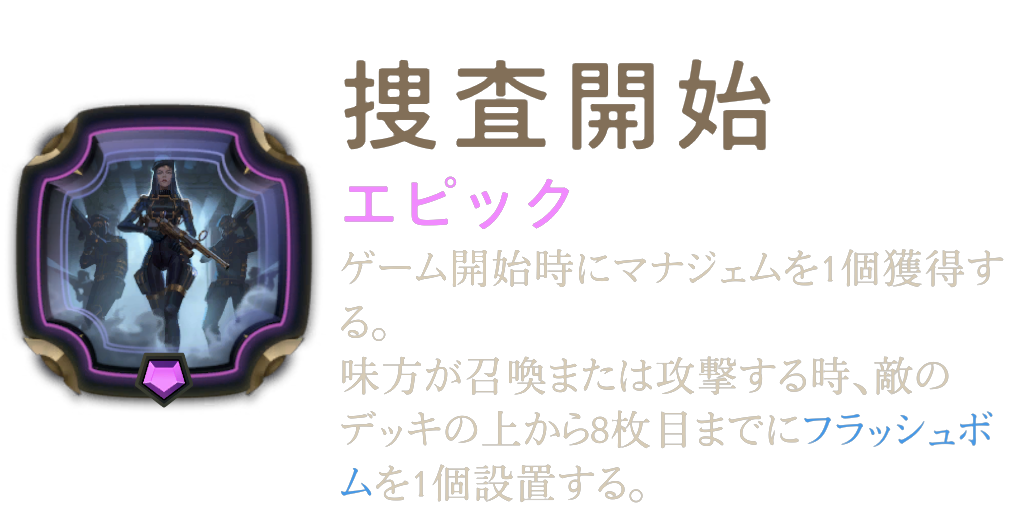 捜査開始
エピック
ゲーム開始時にマナジェムを1個獲得す
る。
味方が召喚または攻撃する時、敵の
デッキの上から8枚目までにフラッシュボ
ムを1個設置する。